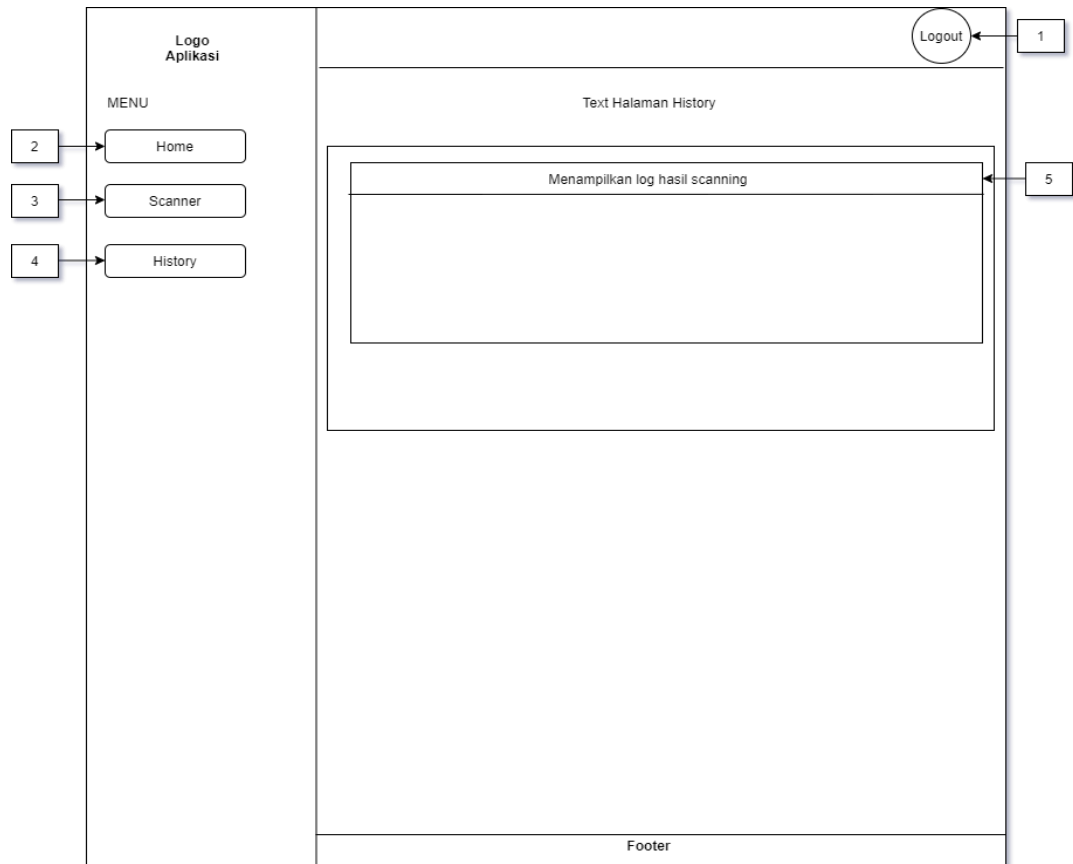 Logo
Aplikasi
Logout
1
MENU
Text Halaman History
2
Home
Menampilkan log hasil scanning
5
3
Scanner
4
History
Footer